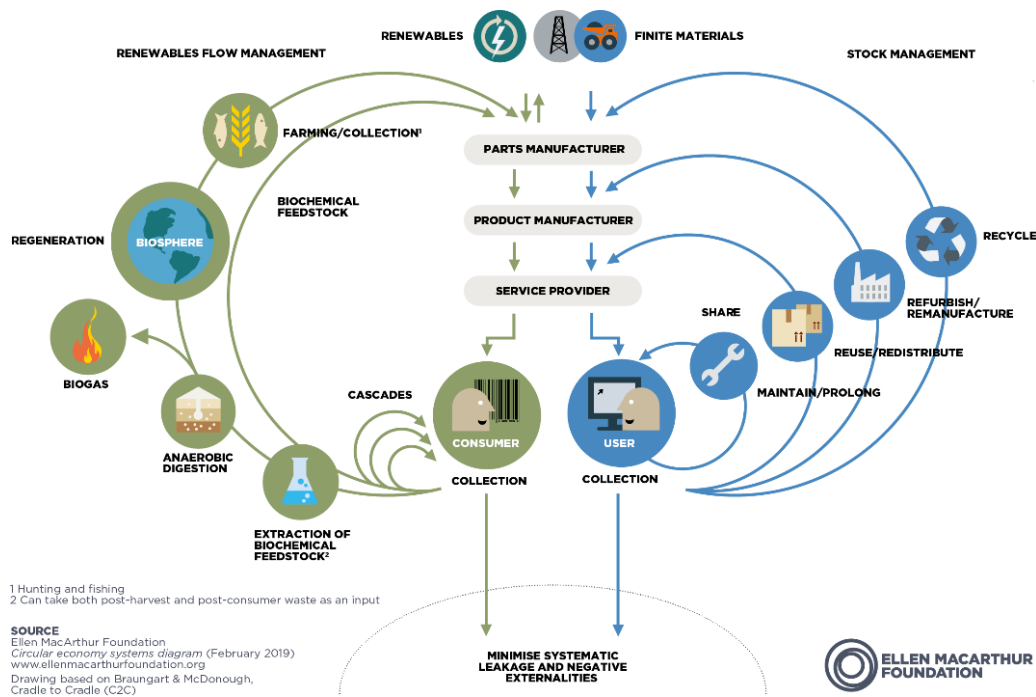 RENEWABLES
FINITE MATERIALS
RENEWABLES FLOW MANAGEMENT
STOCK MANAGEMENT
FARMING/COLLECTION¹
PARTS MANUFACTURER
BIOCHEMICAL
FEEDSTOCK
PRODUCT MANUFACTURER
REGENERATION
BIOSPHERE
RECYCLE
SERVICE PROVIDER
SHARE
REFURBISH/
REMANUFACTURE
REUSE/REDISTRIBUTE
BIOGAS
CASCADES
MAINTAIN/PROLONG
CONSUMER
USER
ANAEROBIC
DIGESTION
COLLECTION
COLLECTION
EXTRACTION OF
BIOCHEMICAL
FEEDSTOCK²
1 Hunting and fishing
2 Can take both post-harvest and post-consumer waste as an input
SOURCE
Ellen MacArthur Foundation
Circular economy systems diagram (February 2019)
www.ellenmacarthurfoundation.org
Drawing based on Braungart & McDonough,
Cradle to Cradle (C2C)
MINIMISE SYSTEMATIC
LEAKAGE AND NEGATIVE
EXTERNALITIES
ELLEN MACARTHUR
FOUNDATION